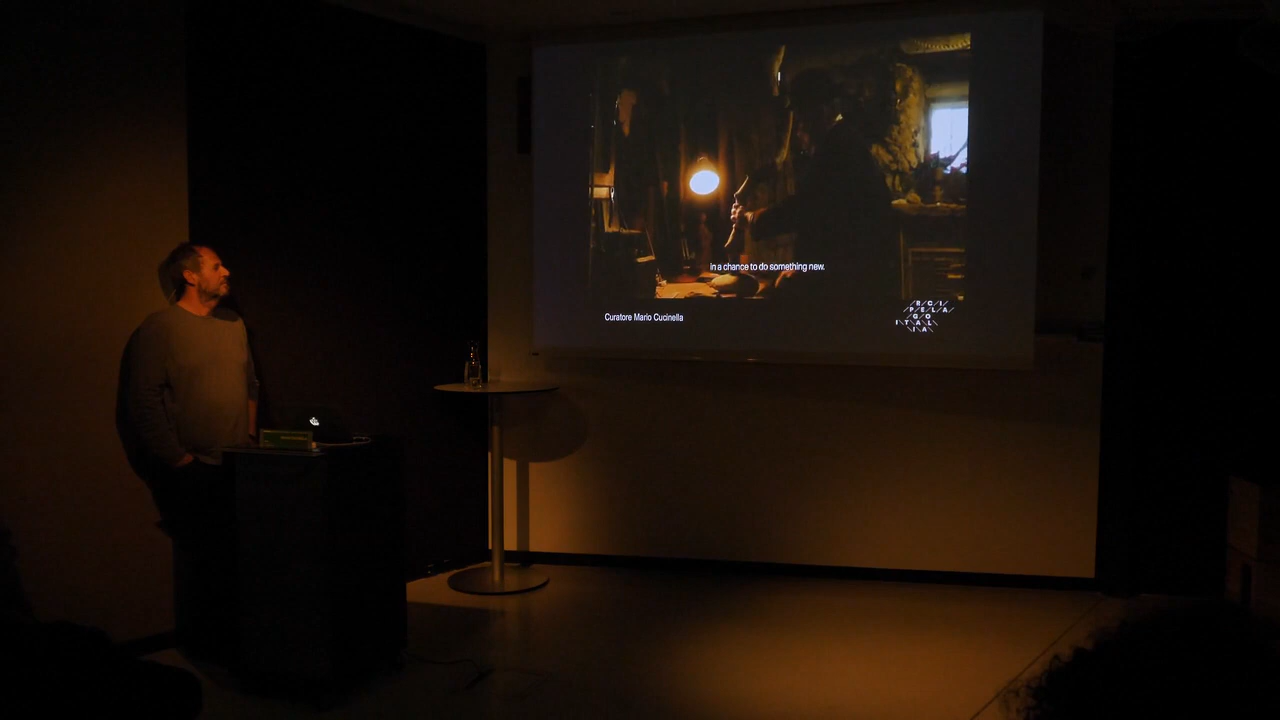 in a chance to do something new.
Curatore Mario Cucinella
/R/C/I/
/P/E/L/A/
/G/O
I\T\A\L\
\I\A\